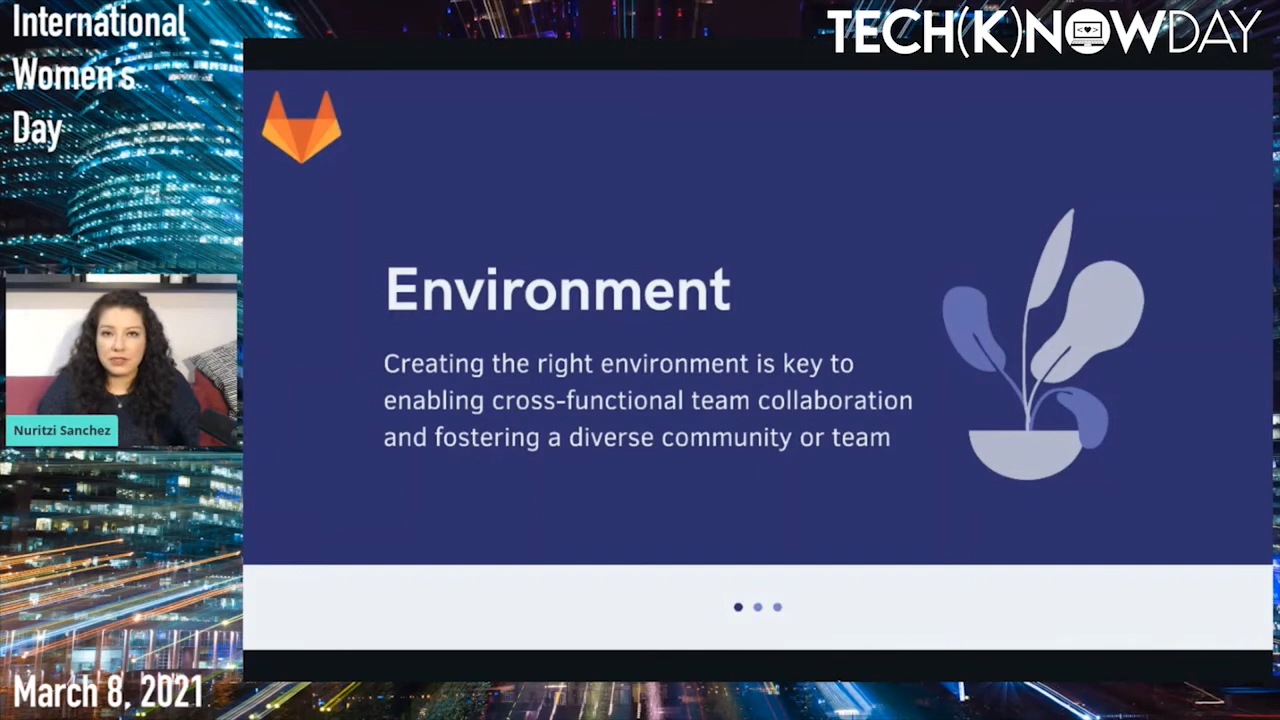 International
Women's
Day
TECH(K)NOWDAY
Environment
Creating the right environment is key to
enabling cross-functional team collaboration
and fostering a diverse community or team
Nuritzi Sanchez
March 8, 2021